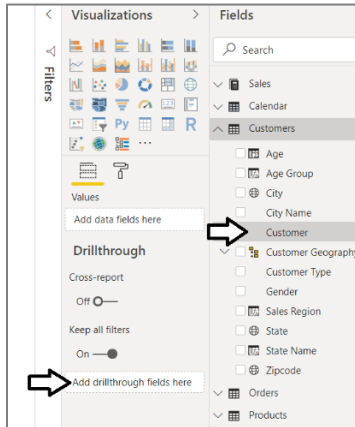 Visualizations
Fields
Filters
Search
Sales
Calendar
Customers
Age
Age Group
City
City Name
Customer
Customer Geography
Customer Type
Gender
Sales Region
State
State Name
Zipcode
Orders
Products
123
Py
R
Values
Add data fields here
Drillthrough
Cross-report
Off
Keep all filters
On
Add drillthrough fields here